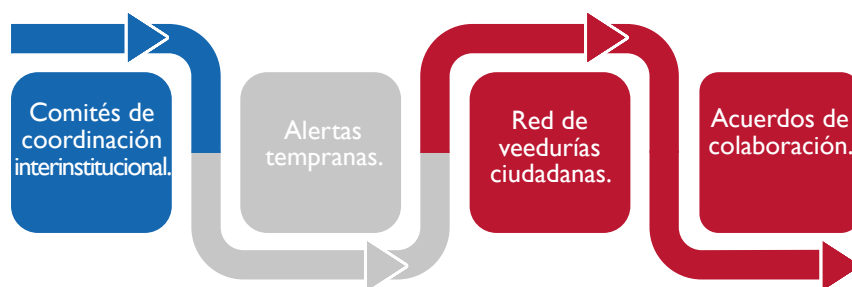 Comités de
coordinación
interinstitucional.
Alertas
tempranas.
Red de
veedurías
ciudadanas.
Acuerdos de
colaboración.